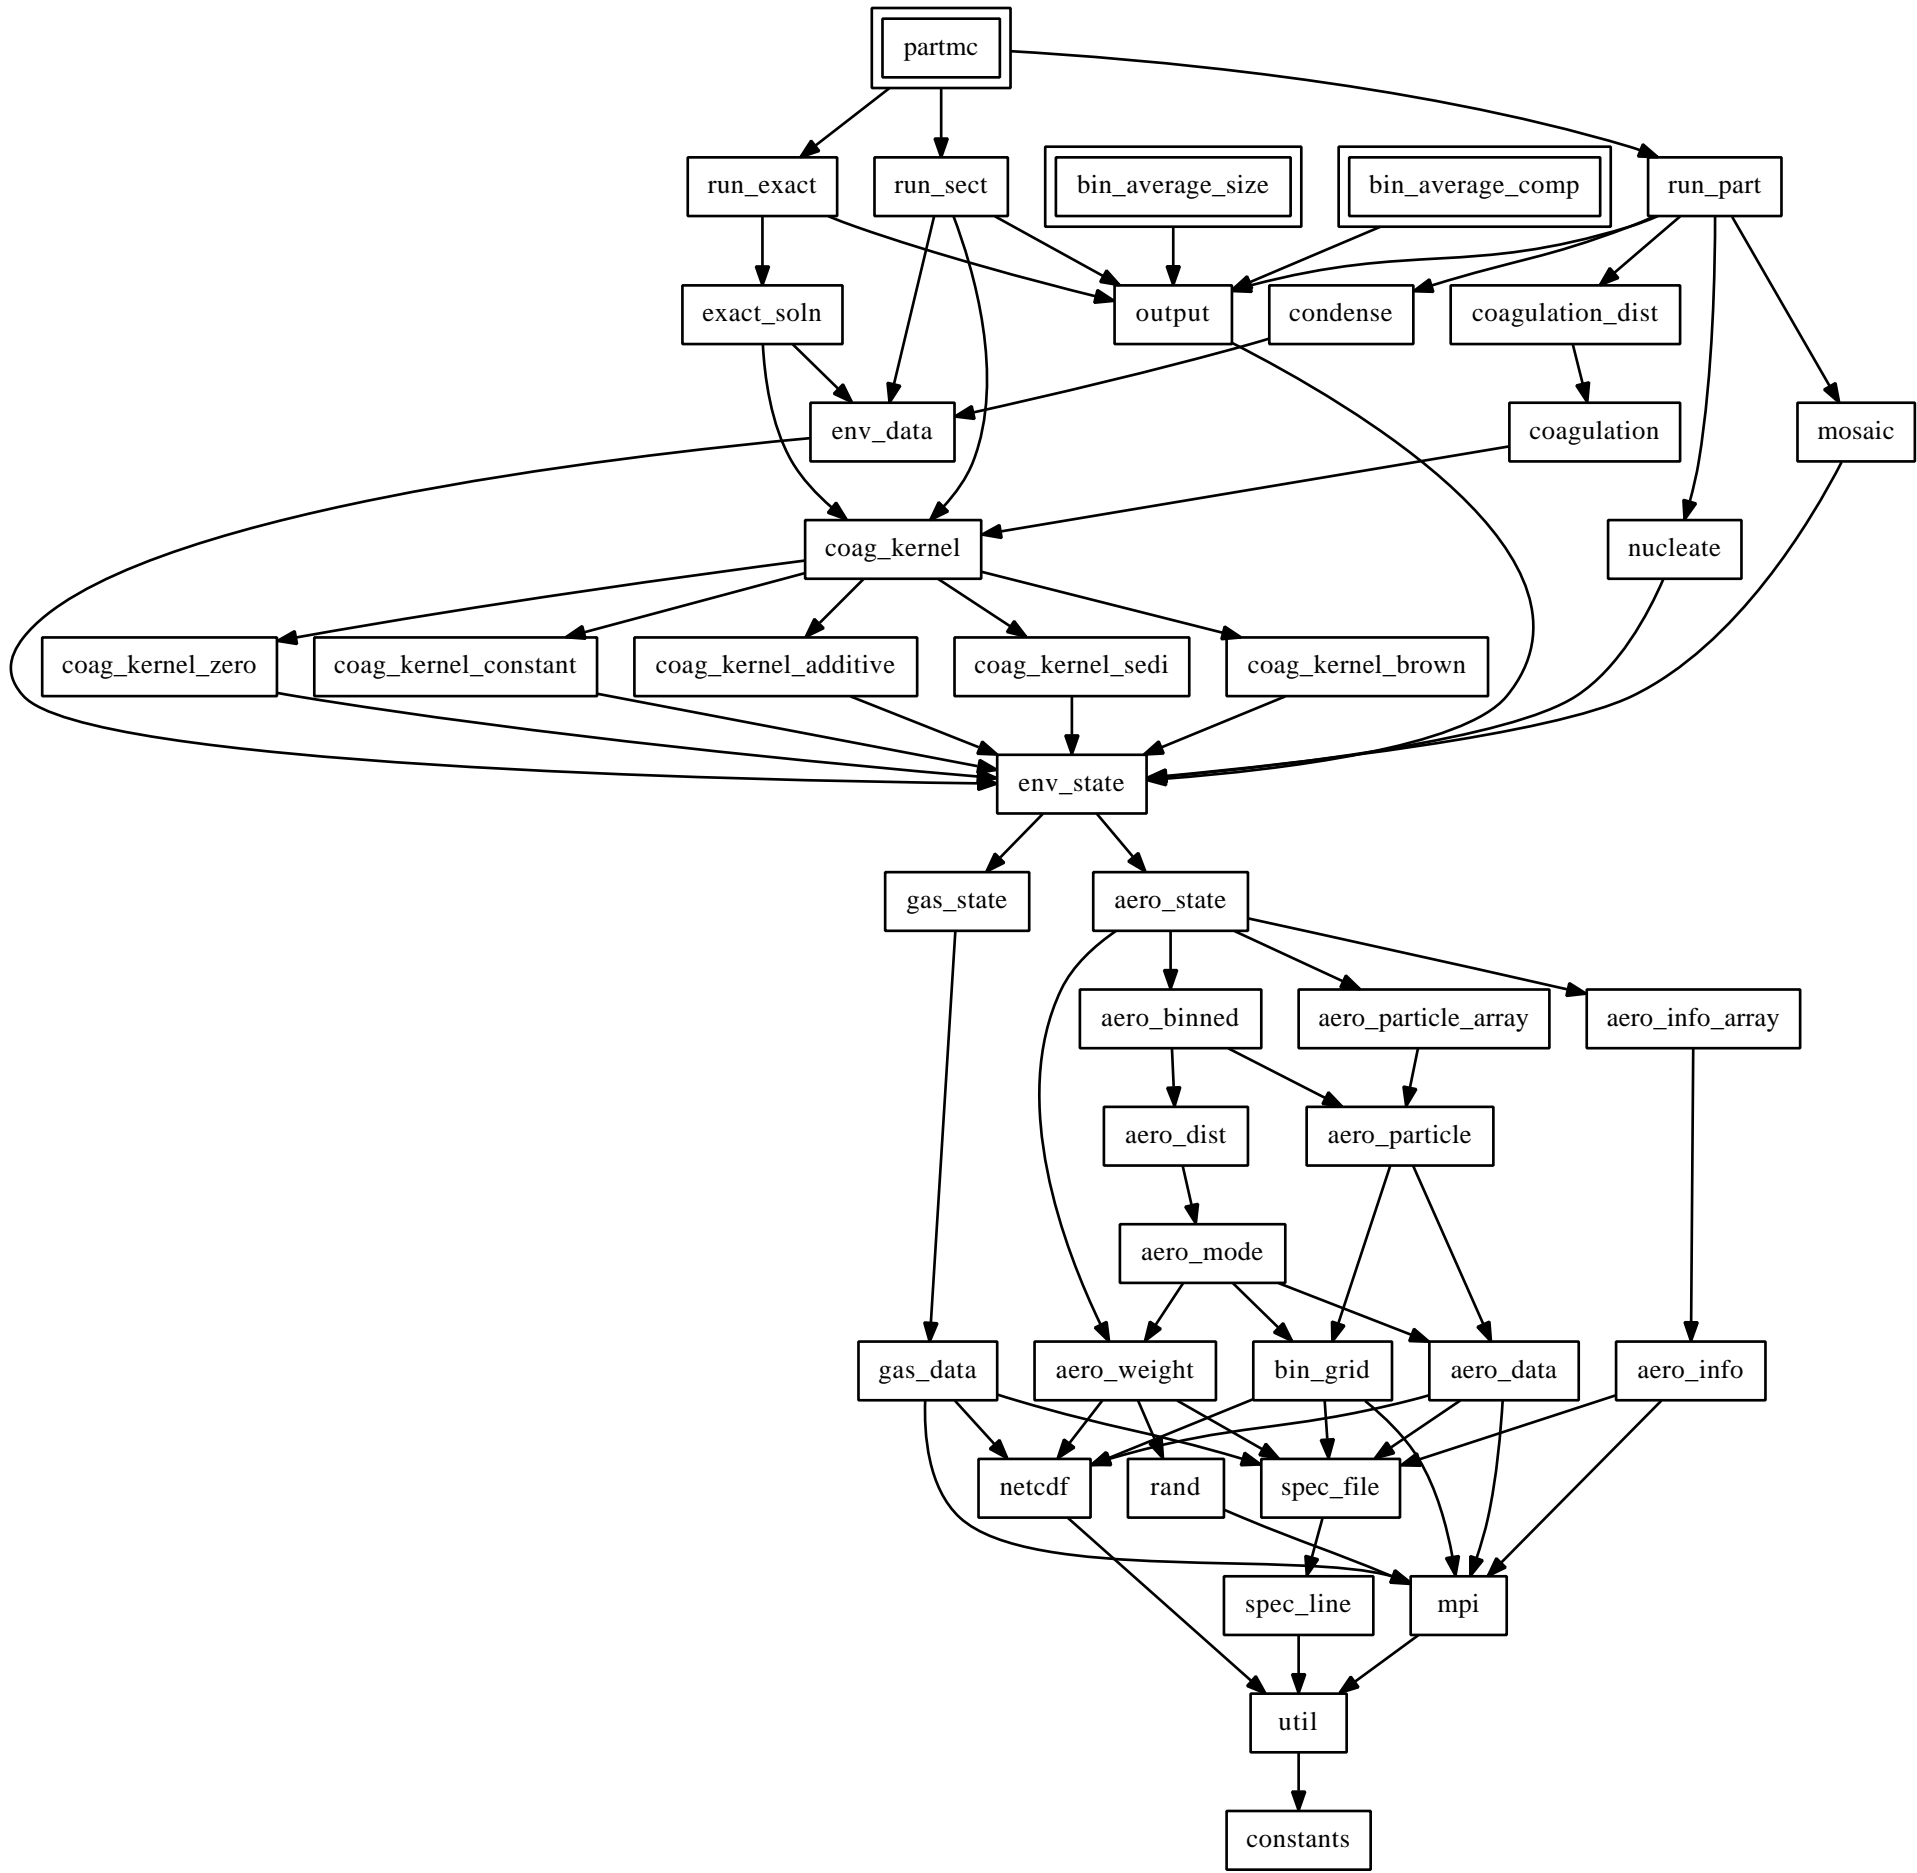 partmc
run_exact
run_sect
bin_average_size
bin_average_comp
run_part
exact_soln
output
condense
coagulation_dist
env_data
coagulation
mosaic
coag_kernel
nucleate
coag_kernel_zero
coag_kernel_constant
coag_kernel_additive
coag_kernel_sedi
coag_kernel_brown
env_state
gas_state
aero_state
aero_binned
aero_particle_array
aero_info_array
aero_dist
aero_particle
aero_mode
gas_data
aero_weight
bin_grid
aero_data
aero_info
netcdf
rand
spec_file
spec_line
mpi
util
constants